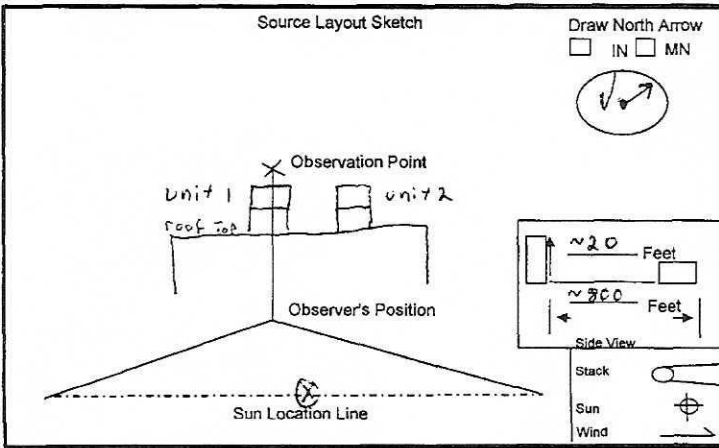 Source Layout Sketch
Draw North Arrow
IN MN
N
Observation Point
Unit 1
Unit 2
roof Top
~20 Feet
~800 Feet
Observer's Position
Side View
Stack
X
Sun Location Line
Sun
Wind